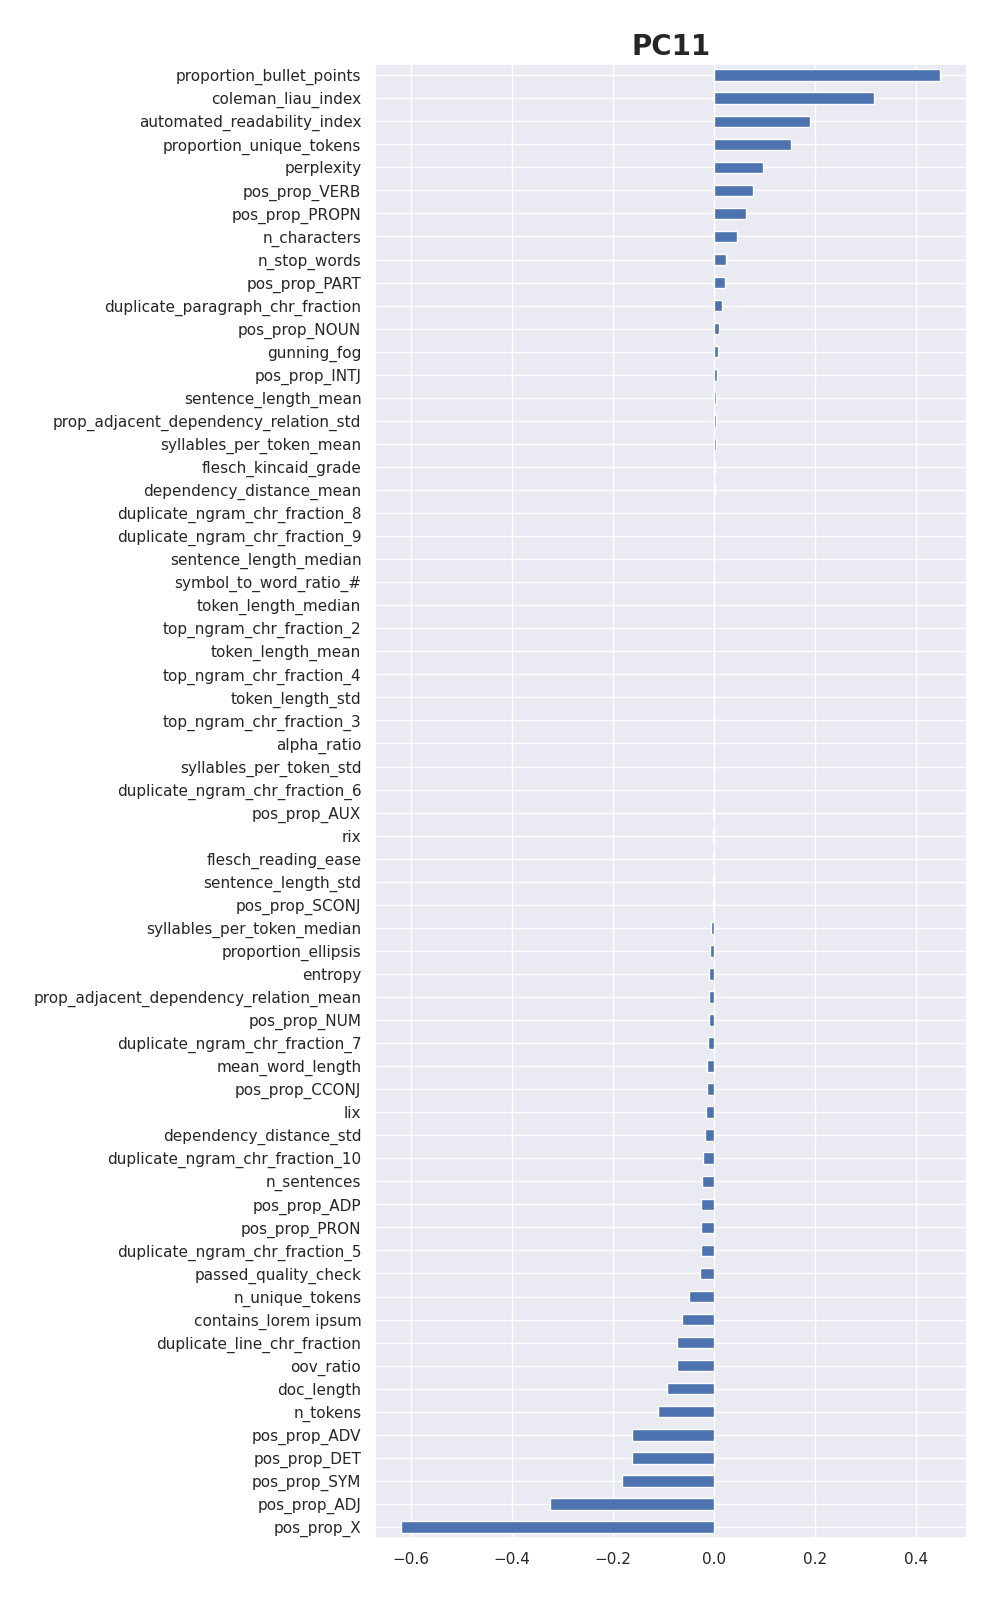 PC11
proportion_bullet_points
coleman_liau_index
automated_readability_index
proportion_unique_tokens
perplexity
pos_prop_VERB
pos_prop_PROPN
n_characters
n_stop_words
pos_prop_PART
duplicate_paragraph_chr_fraction
pos_prop_NOUN
gunning_fog
pos_prop_INTJ
sentence_length_mean
prop_adjacent_dependency_relation_std
syllables_per_token_mean
flesch_kincaid_grade
dependency_distance_mean
duplicate_ngram_chr_fraction_8
duplicate_ngram_chr_fraction_9
sentence_length_median
symbol_to_word_ratio_#
token_length_median
top_ngram_chr_fraction_2
token_length_mean
top_ngram_chr_fraction_4
token_length_std
top_ngram_chr_fraction_3
alpha_ratio
syllables_per_token_std
duplicate_ngram_chr_fraction_6
pos_prop_AUX
rix
flesch_reading_ease
sentence_length_std
pos_prop_SCONJ
syllables_per_token_median
proportion_ellipsis
entropy
prop_adjacent_dependency_relation_mean
pos_prop_NUM
duplicate_ngram_chr_fraction_7
mean_word_length
pos_prop_CCONJ
lix
dependency_distance_std
duplicate_ngram_chr_fraction_10
n_sentences
pos_prop_ADP
pos_prop_PRON
duplicate_ngram_chr_fraction_5
passed_quality_check
n_unique_tokens
contains_lorem ipsum
duplicate_line_chr_fraction
oov_ratio
doc_length
n_tokens
pos_prop_ADV
pos_prop_DET
pos_prop_SYM
pos_prop_ADJ
pos_prop_X
−0.6 −0.4 −0.2 0.0 0.2 0.4